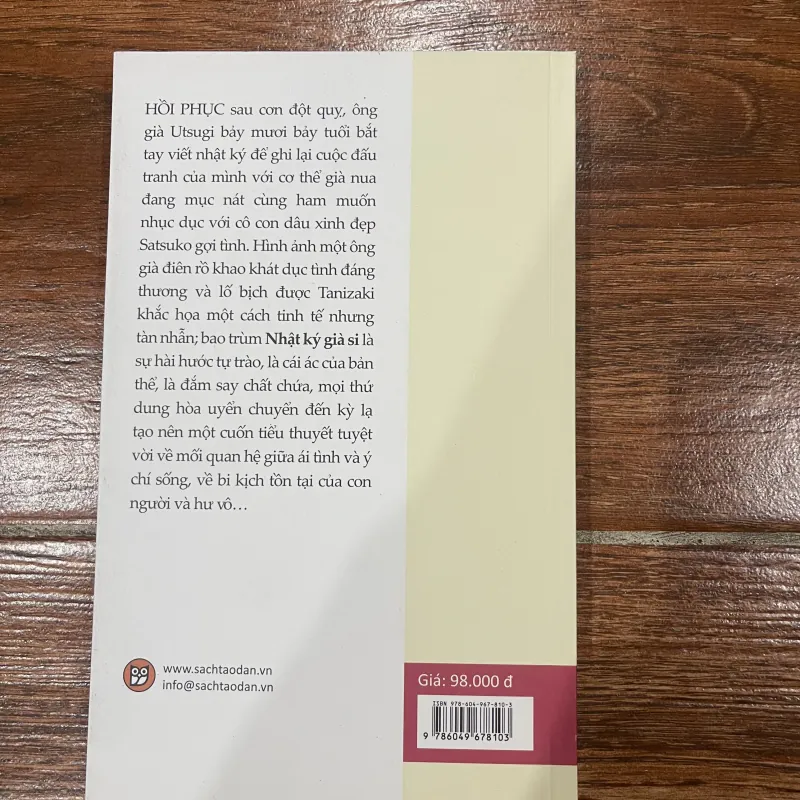 HỒI PHỤC sau cơn đột quỵ, ông
già Utsugi bảy mươi bảy tuổi bắt
tay viết nhật ký để ghi lại cuộc đấu
tranh của mình với cơ thể già nua
đang mục nát cùng ham muốn
nhục dục với cô con dâu xinh đẹp
Satsuko gợi tình. Hình ảnh một ông
già điên rồ khao khát dục tình đáng
thương và lố bịch được Tanizaki
khắc họa một cách tinh tế nhưng
tàn nhẫn; bao trùm Nhật ký già si là
sự hài hước tự trào, là cái ác của bản
thể, là đắm say chất chứa, mọi thứ
dung hòa uyển chuyển đến kỳ lạ
tạo nên một cuốn tiểu thuyết tuyệt
vời về mối quan hệ giữa ái tình và ý
chí sống, về bi kịch tồn tại của con
người và hư vô…
www.sachtaodan.vn
info@sachtaodan.vn
Giá: 98.000 đ
ISBN 978-604-967-810-3
9 786049 678103